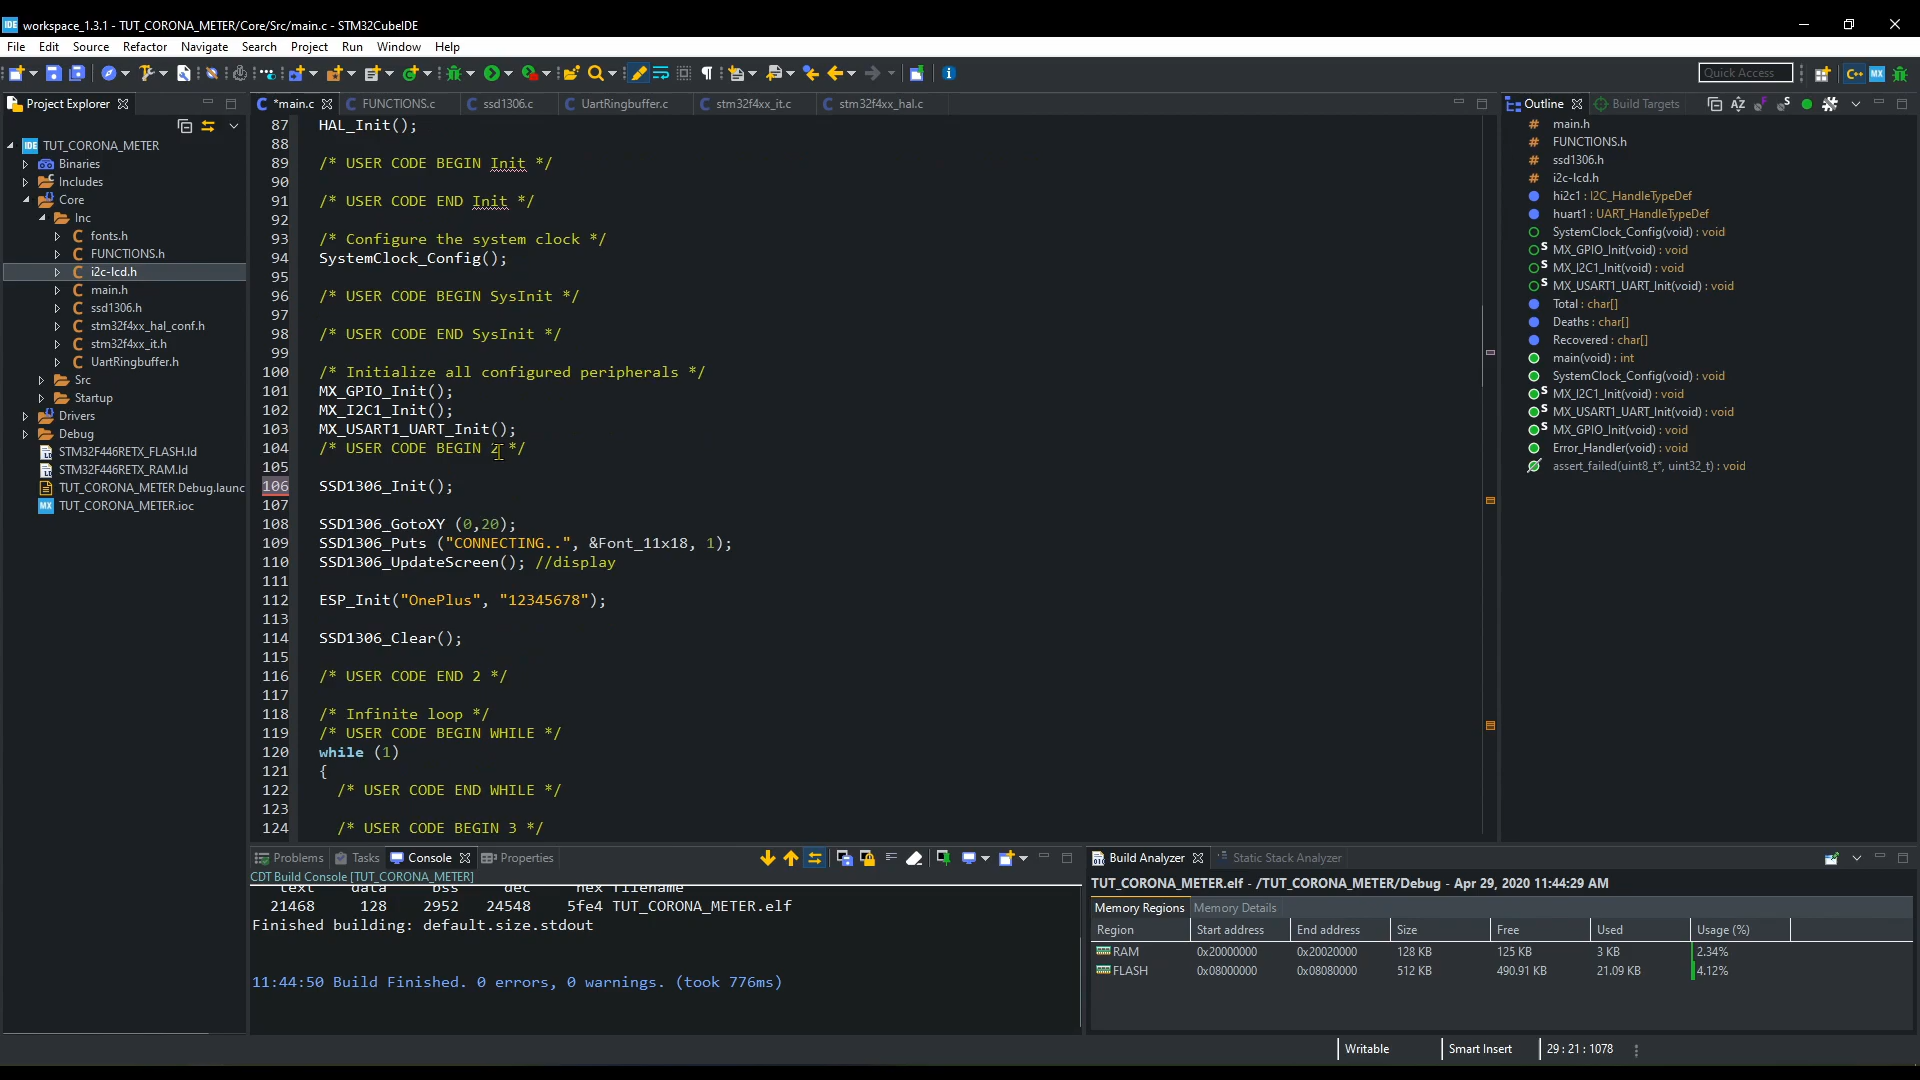 workspace_1.3.1 - TUT_CORONA_METER/Core/Src/main.c - STM32CubeIDE
File Edit Source Refactor Navigate Search Project Run Window Help
Quick Access
Project Explorer
TUT_CORONA_METER
Binaries
Includes
Core
Inc
fonts.h
FUNCTIONS.h
i2c-lcd.h
main.h
ssd1306.h
stm32f4xx_hal_conf.h
stm32f4xx_it.h
UartRingbuffer.h
Src
Startup
Drivers
Debug
STM32F446RETX_FLASH.ld
STM32F446RETX_RAM.ld
TUT_CORONA_METER Debug.launc
TUT_CORONA_METER.ioc
*main.c FUNCTIONS.c ssd1306.c UartRingbuffer.c stm32f4xx_it.c stm32f4xx_hal.c
87 HAL_Init();
88
89 /* USER CODE BEGIN Init */
90
91 /* USER CODE END Init */
92
93 /* Configure the system clock */
94 SystemClock_Config();
95
96 /* USER CODE BEGIN SysInit */
97
98 /* USER CODE END SysInit */
99
100 /* Initialize all configured peripherals */
101 MX_GPIO_Init();
102 MX_I2C1_Init();
103 MX_USART1_UART_Init();
104 /* USER CODE BEGIN 2 */
105
106 SSD1306_Init();
107
108 SSD1306_GotoXY (0,20);
109 SSD1306_Puts ("CONNECTING..", &Font_11x18, 1);
110 SSD1306_UpdateScreen(); //display
111
112 ESP_Init("OnePlus", "12345678");
113
114 SSD1306_Clear();
115
116 /* USER CODE END 2 */
117
118 /* Infinite loop */
119 /* USER CODE BEGIN WHILE */
120 while (1)
121 {
122 /* USER CODE END WHILE */
123
124 /* USER CODE BEGIN 3 */
Outline Build Targets
main.h
FUNCTIONS.h
ssd1306.h
i2c-lcd.h
hi2c1 : I2C_HandleTypeDef
huart1 : UART_HandleTypeDef
SystemClock_Config(void) : void
MX_GPIO_Init(void) : void
MX_I2C1_Init(void) : void
MX_USART1_UART_Init(void) : void
Total : char[]
Deaths : char[]
Recovered : char[]
main(void) : int
SystemClock_Config(void) : void
MX_I2C1_Init(void) : void
MX_USART1_UART_Init(void) : void
MX_GPIO_Init(void) : void
Error_Handler(void) : void
assert_failed(uint8_t*, uint32_t) : void
Problems Tasks Console Properties
CDT Build Console [TUT_CORONA_METER]
text data bss dec hex filename
21468 128 2952 24548 5fe4 TUT_CORONA_METER.elf
Finished building: default.size.stdout
11:44:50 Build Finished. 0 errors, 0 warnings. (took 776ms)
Build Analyzer Static Stack Analyzer
TUT_CORONA_METER.elf - /TUT_CORONA_METER/Debug - Apr 29, 2020 11:44:29 AM
Memory Regions Memory Details
Region Start address End address Size Free Used Usage (%)
RAM 0x20000000 0x20020000 128 KB 125 KB 3 KB 2.34%
FLASH 0x08000000 0x08080000 512 KB 490.91 KB 21.09 KB 4.12%
Writable Smart Insert 29 : 21 : 1078